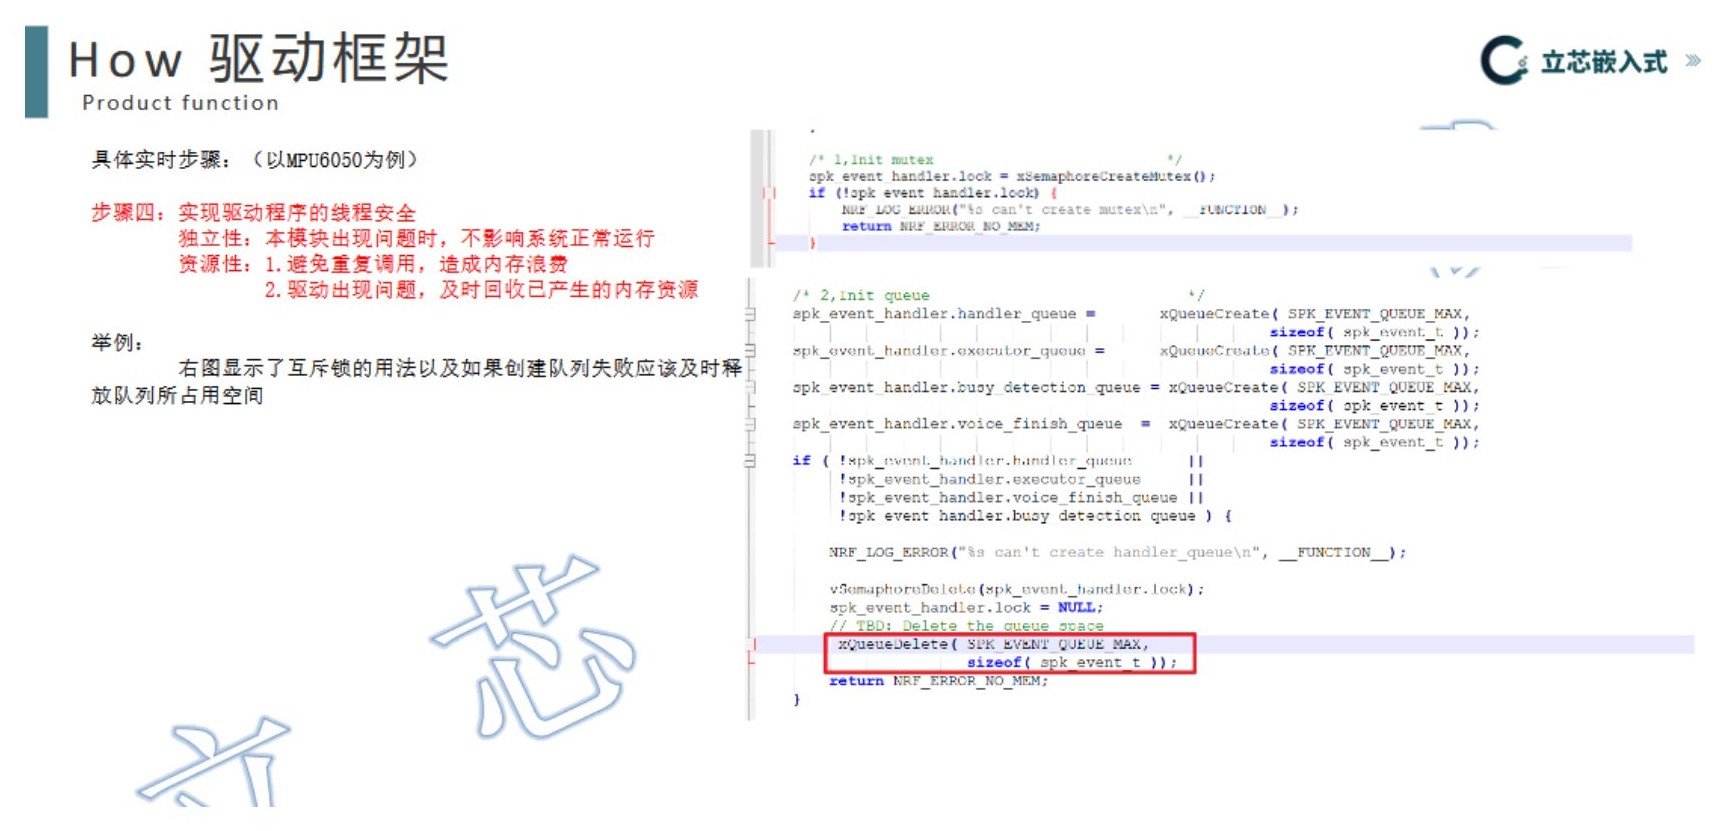 How 驱动框架
Product function
立芯嵌入式
具体实时步骤：（以MPU6050为例）
步骤四：实现驱动程序的线程安全
独立性：本模块出现问题时，不影响系统正常运行
资源性：1.避免重复调用，造成内存浪费
2.驱动出现问题，及时回收已产生的内存资源
举例：
右图显示了互斥锁的用法以及如果创建队列失败应该及时释
放队列所占用空间
/* 1,Init mutex */
spk_event_handler.lock = xSemaphoreCreateMutex();
if (!spk_event_handler.lock) {
NRF_LOG_ERROR("%s can't create mutex\n", __FUNCTION__);
return NRF_ERROR_NO_MEM;
}
/* 2,Init queue */
spk_event_handler.handler_queue = xQueueCreate( SPK_EVENT_QUEUE_MAX,
sizeof( spk_event_t ));
spk_event_handler.executor_queue = xQueueCreate( SPK_EVENT_QUEUE_MAX,
sizeof( spk_event_t ));
spk_event_handler.busy_detection_queue = xQueueCreate( SPK_EVENT_QUEUE_MAX,
sizeof( spk_event_t ));
spk_event_handler.voice_finish_queue = xQueueCreate( SPK_EVENT_QUEUE_MAX,
sizeof( spk_event_t ));
if ( !spk_event_handler.handler_queue ||
!spk_event_handler.executor_queue ||
!spk_event_handler.voice_finish_queue ||
!spk_event_handler.busy_detection_queue ) {
NRF_LOG_ERROR("%s can't create handler_queue\n", __FUNCTION__);
vSemaphoreDelete(spk_event_handler.lock);
spk_event_handler.lock = NULL;
// TBD: Delete the queue space
xQueueDelete( SPK_EVENT_QUEUE_MAX,
sizeof( spk_event_t ));
return NRF_ERROR_NO_MEM;
}
芯
立